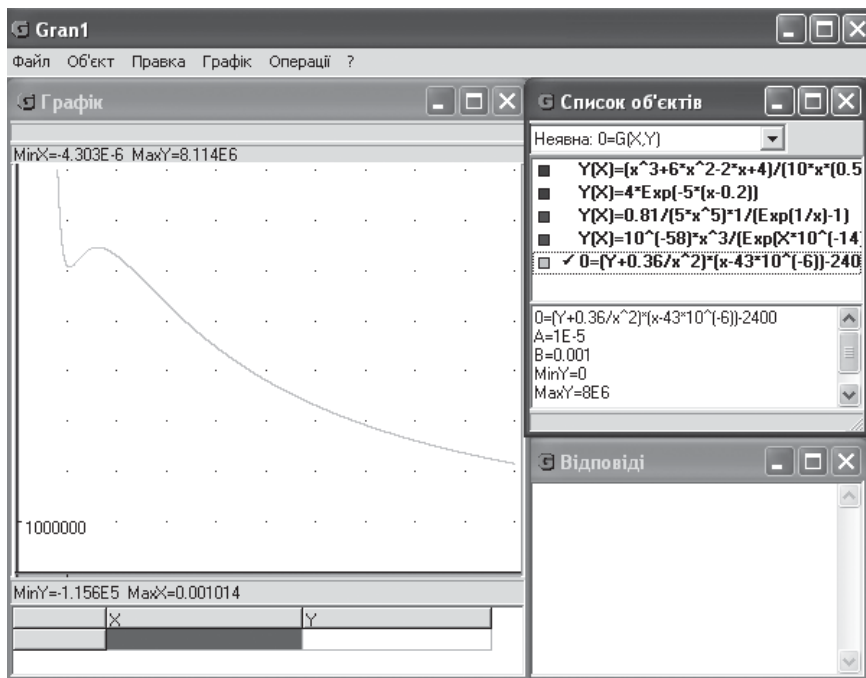 Gran1
Файл Об'єкт Правка Графік Операції ?
Графік
MinX=-4.303E-6 MaxY=8.114E6
1000000
MinY=-1.156E5 MaxX=0.001014
X Y
Список об'єктів
Неявна: 0=G(X,Y)
Y(X)=(x^3+6*x^2-2*x+4)/(10*x*(0.5
Y(X)=4*Exp(-5*(x-0.2))
Y(X)=0.81/(5*x^5)*1/(Exp(1/x)-1)
Y(X)=10^(-58)*x^3/(Exp(X*10^(-14)
✓ 0=(Y+0.36/x^2)*(x-43*10^(-6))-240
0=(Y+0.36/x^2)*(x-43*10^(-6))-2400
A=1E-5
B=0.001
MinY=0
MaxY=8E6
Відповіді